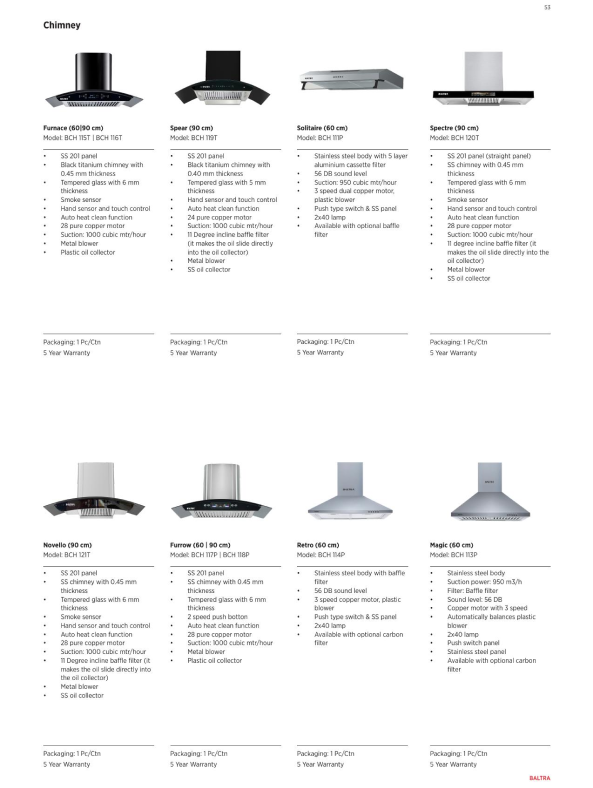 53
Chimney
Furnace (60|90 cm)
Model: BCH 115T | BCH 116T
• SS 201 panel
• Black titanium chimney with
0.45 mm thickness
• Tempered glass with 6 mm
thickness
• Smoke sensor
• Hand sensor and touch control
• Auto heat clean function
• 28 pure copper motor
• Suction: 1000 cubic mtr/hour
• Metal blower
• Plastic oil collector
Packaging: 1 Pc/Ctn
5 Year Warranty
Spear (90 cm)
Model: BCH 119T
• SS 201 panel
• Black titanium chimney with
0.40 mm thickness
• Tempered glass with 5 mm
thickness
• Hand sensor and touch control
• Auto heat clean function
• 24 pure copper motor
• Suction: 1000 cubic mtr/hour
• 11 Degree incline baffle filter
(it makes the oil slide directly
into the oil collector)
• Metal blower
• SS oil collector
Packaging: 1 Pc/Ctn
5 Year Warranty
Solitaire (60 cm)
Model: BCH 111P
• Stainless steel body with 5 layer
aluminium cassette filter
• 56 DB sound level
• Suction: 950 cubic mtr/hour
• 3 speed dual copper motor,
plastic blower
• Push type switch & SS panel
• 2x40 lamp
• Available with optional baffle
filter
Packaging: 1 Pc/Ctn
5 Year Warranty
Spectre (90 cm)
Model: BCH 120T
• SS 201 panel (straight panel)
• SS chimney with 0.45 mm
thickness
• Tempered glass with 6 mm
thickness
• Smoke sensor
• Hand sensor and touch control
• Auto heat clean function
• 28 pure copper motor
• Suction: 1000 cubic mtr/hour
• 11 degree incline baffle filter (it
makes the oil slide directly into the
oil collector)
• Metal blower
• SS oil collector
Packaging: 1 Pc/Ctn
5 Year Warranty
Novello (90 cm)
Model: BCH 121T
• SS 201 panel
• SS chimney with 0.45 mm
thickness
• Tempered glass with 6 mm
thickness
• Smoke sensor
• Hand sensor and touch control
• Auto heat clean function
• 28 pure copper motor
• Suction: 1000 cubic mtr/hour
• 11 Degree incline baffle filter (it
makes the oil slide directly into
the oil collector)
• Metal blower
• SS oil collector
Packaging: 1 Pc/Ctn
5 Year Warranty
Furrow (60 | 90 cm)
Model: BCH 117P | BCH 118P
• SS 201 panel
• SS chimney with 0.45 mm
thickness
• Tempered glass with 6 mm
thickness
• 2 speed push botton
• Auto heat clean function
• 28 pure copper motor
• Suction: 1000 cubic mtr/hour
• Metal blower
• Plastic oil collector
Packaging: 1 Pc/Ctn
5 Year Warranty
Retro (60 cm)
Model: BCH 114P
• Stainless steel body with baffle
filter
• 56 DB sound level
• 3 speed copper motor, plastic
blower
• Push type switch & SS panel
• 2x40 lamp
• Available with optional carbon
filter
Packaging: 1 Pc/Ctn
5 Year Warranty
Magic (60 cm)
Model: BCH 113P
• Stainless steel body
• Suction power: 950 m3/h
• Filter: Baffle filter
• Sound level: 56 DB
• Copper motor with 3 speed
• Automatically balances plastic
blower
• 2x40 lamp
• Push switch panel
• Stainless steel panel
• Available with optional carbon
filter
Packaging: 1 Pc/Ctn
5 Year Warranty
BALTRA